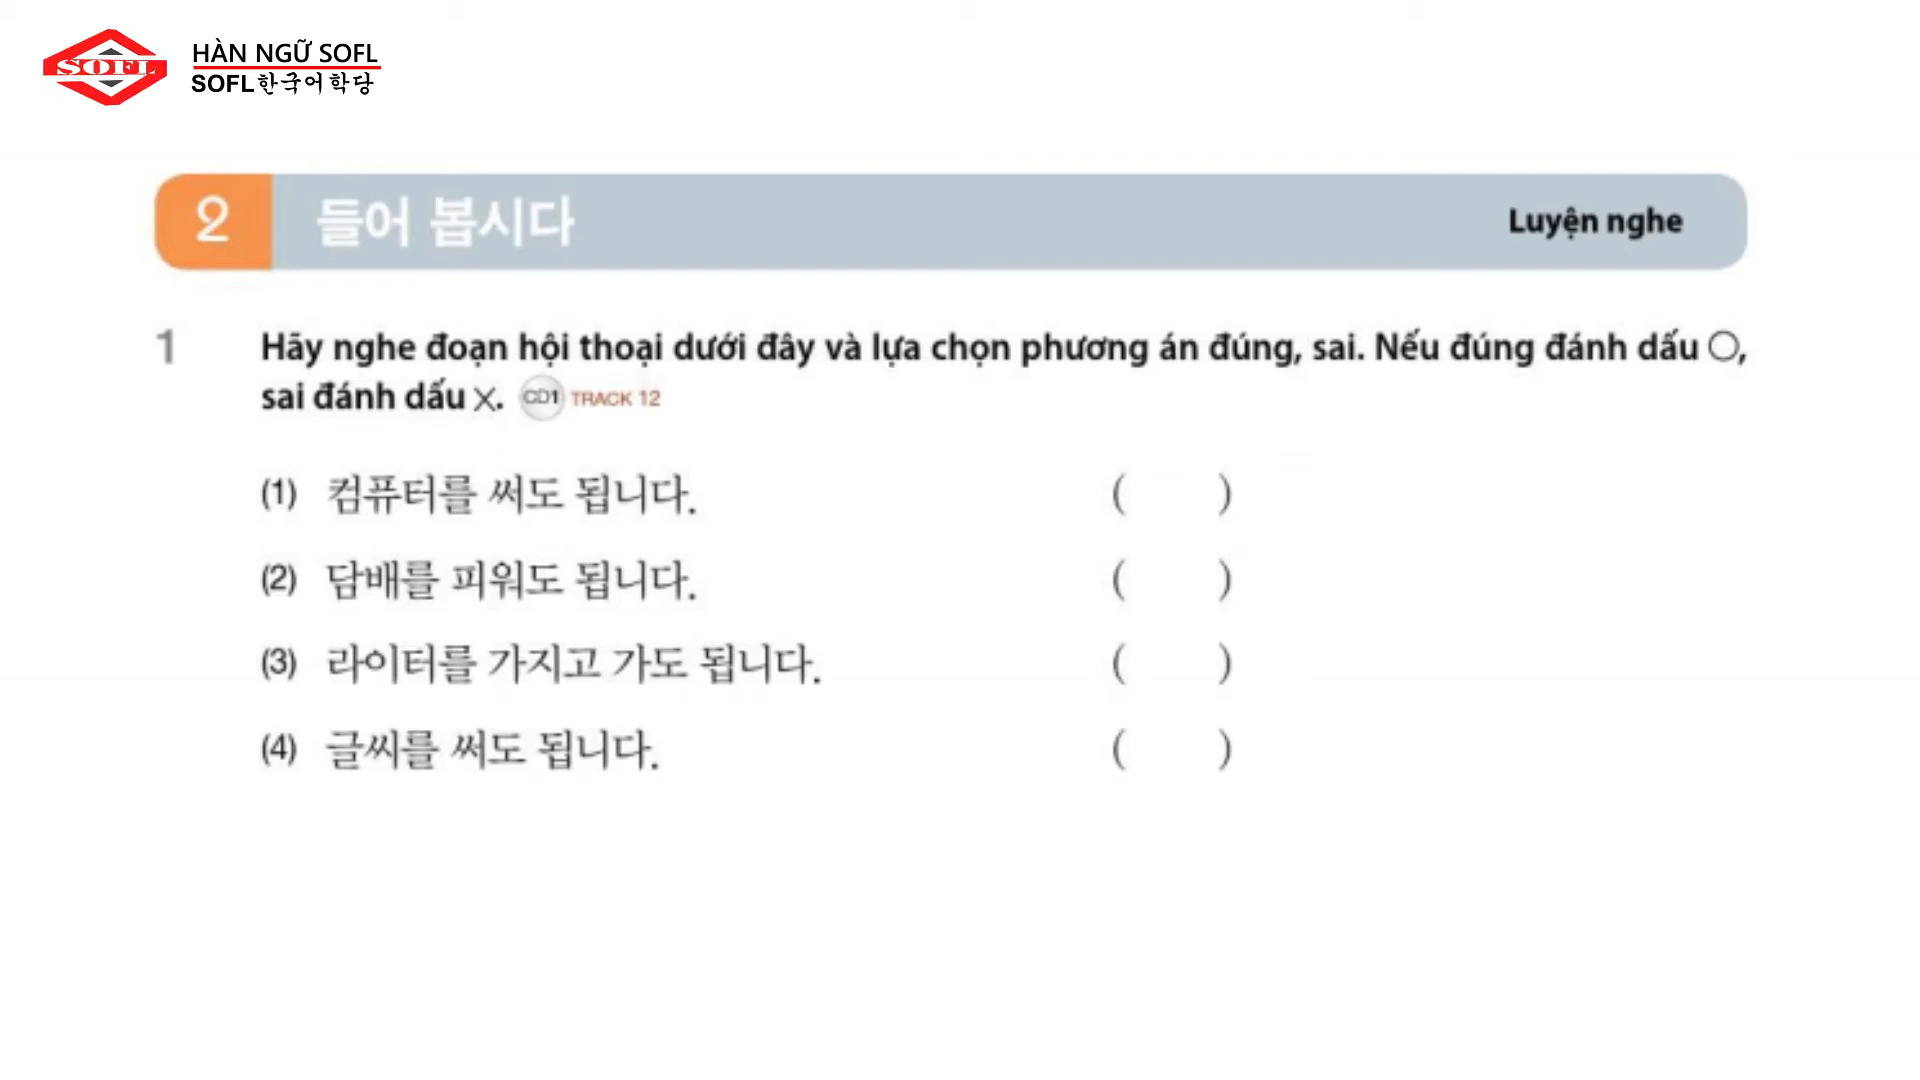 SOFL
HÀN NGỮ SOFL
SOFL한국어학당
2 들어 봅시다 Luyện nghe
1 Hãy nghe đoạn hội thoại dưới đây và lựa chọn phương án đúng, sai. Nếu đúng đánh dấu ○,
sai đánh dấu ×. CD1 TRACK 12
(1) 컴퓨터를 써도 됩니다. ( )
(2) 담배를 피워도 됩니다. ( )
(3) 라이터를 가지고 가도 됩니다. ( )
(4) 글씨를 써도 됩니다. ( )